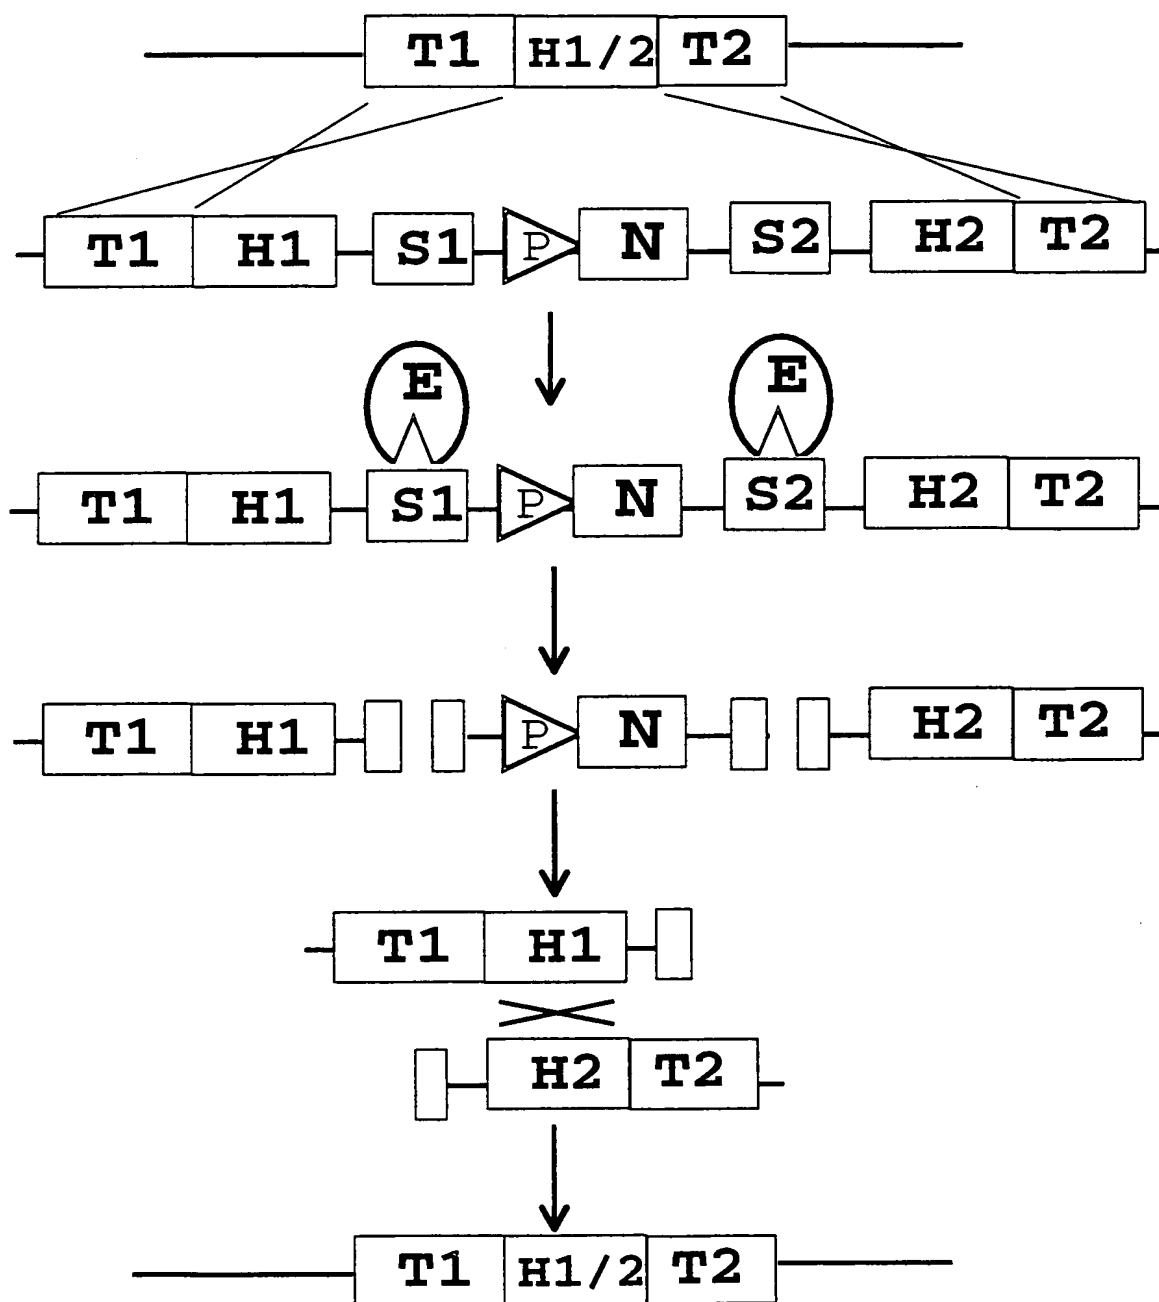 T1 H1/2 T2
T1 H1 S1 P N S2 H2 T2
E E
T1 H1 S1 P N S2 H2 T2
T1 H1 P N H2 T2
T1 H1
H2 T2
T1 H1/2 T2